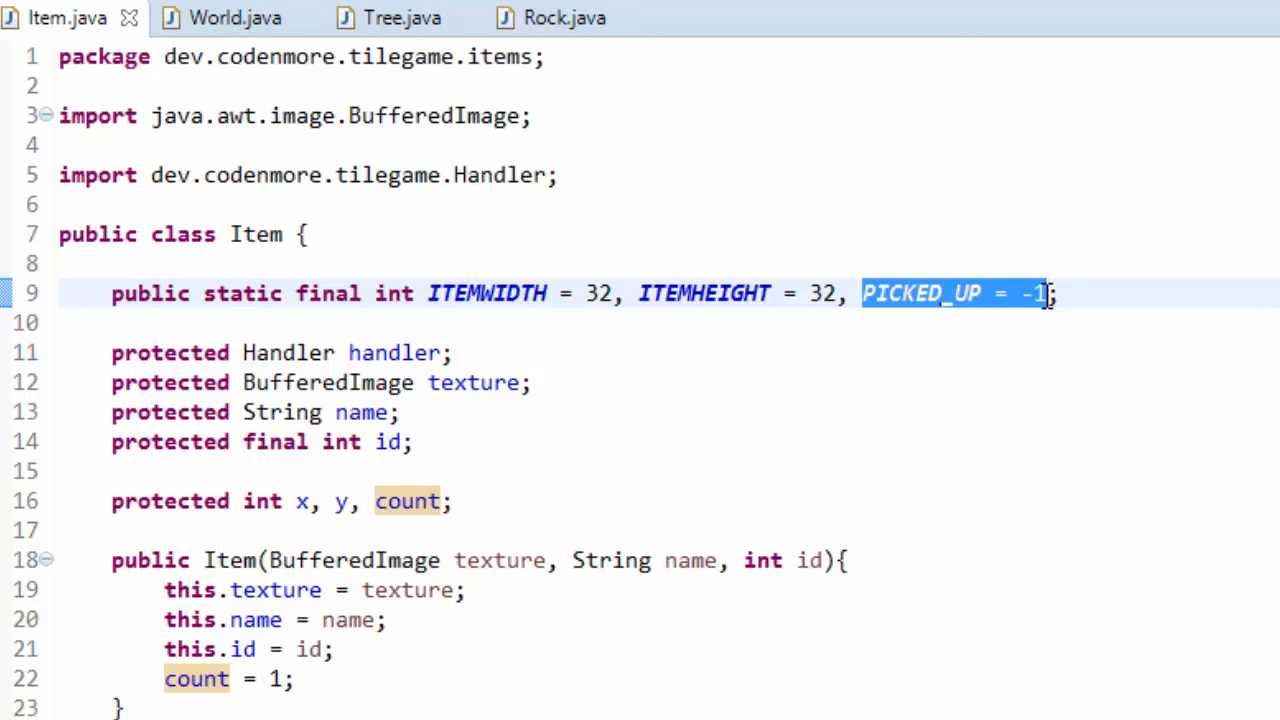 Item.java World.java Tree.java Rock.java
1 package dev.codenmore.tilegame.items;
2
3 import java.awt.image.BufferedImage;
4
5 import dev.codenmore.tilegame.Handler;
6
7 public class Item {
8
9 public static final int ITEMWIDTH = 32, ITEMHEIGHT = 32, PICKED_UP = -1;
10
11 protected Handler handler;
12 protected BufferedImage texture;
13 protected String name;
14 protected final int id;
15
16 protected int x, y, count;
17
18 public Item(BufferedImage texture, String name, int id){
19 this.texture = texture;
20 this.name = name;
21 this.id = id;
22 count = 1;
23 }